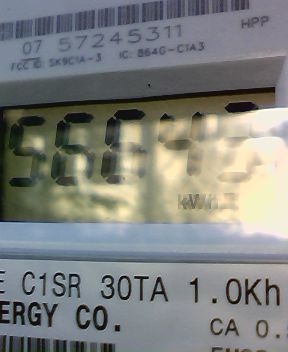 HPP
07 57245311
FCC ID: SK9C1A-3 IC: 864G-C1A3
56643
kWh
E C1SR 30TA 1.0Kh
ERGY CO.
CA 0.